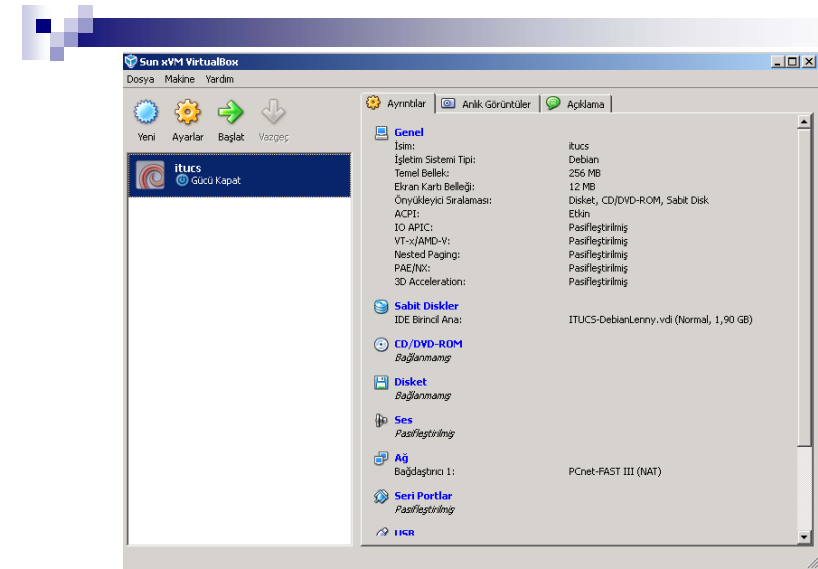 Sun xVM VirtualBox
Dosya Makine Yardım
Yeni Ayarlar Başlat Vazgeç
itucs
Gücü Kapat
Ayrıntılar Anlık Görüntüler Açıklama
Genel
İsim: itucs
İşletim Sistemi Tipi: Debian
Temel Bellek: 256 MB
Ekran Kartı Belleği: 12 MB
Önyükleyici Sıralaması: Disket, CD/DVD-ROM, Sabit Disk
ACPI: Etkin
IO APIC: Pasifleştirilmiş
VT-x/AMD-V: Pasifleştirilmiş
Nested Paging: Pasifleştirilmiş
PAE/NX: Pasifleştirilmiş
3D Acceleration: Pasifleştirilmiş
Sabit Diskler
IDE Birincil Ana: ITUCS-DebianLenny.vdi (Normal, 1,90 GB)
CD/DVD-ROM
Bağlanmamış
Disket
Bağlanmamış
Ses
Pasifleştirilmiş
Ağ
Bağdaştırıcı 1: PCnet-FAST III (NAT)
Seri Portlar
Pasifleştirilmiş
USB